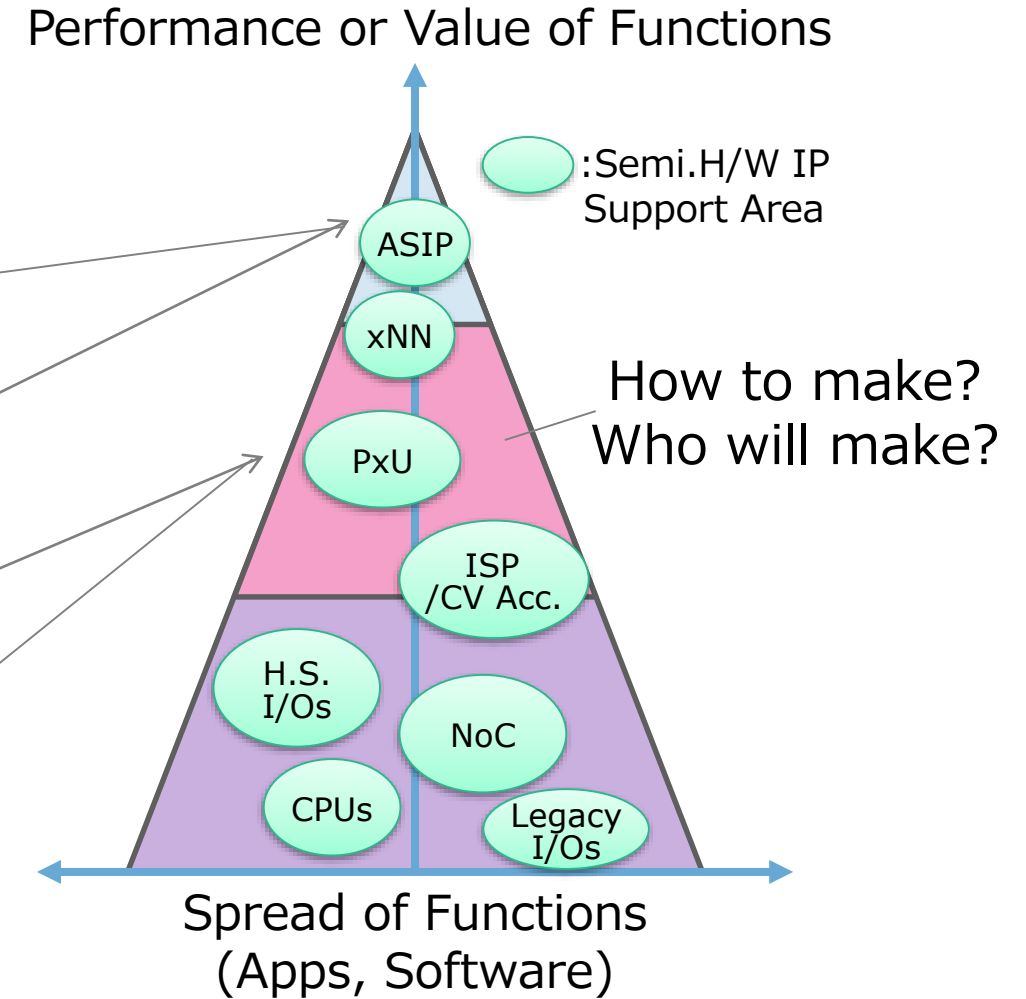 Performance or Value of Functions
:Semi.H/W IP
Support Area
ASIP
xNN
How to make?
Who will make?
PxU
ISP
/CV Acc.
H.S.
I/Os
NoC
CPUs
Legacy
I/Os
Spread of Functions
(Apps, Software)